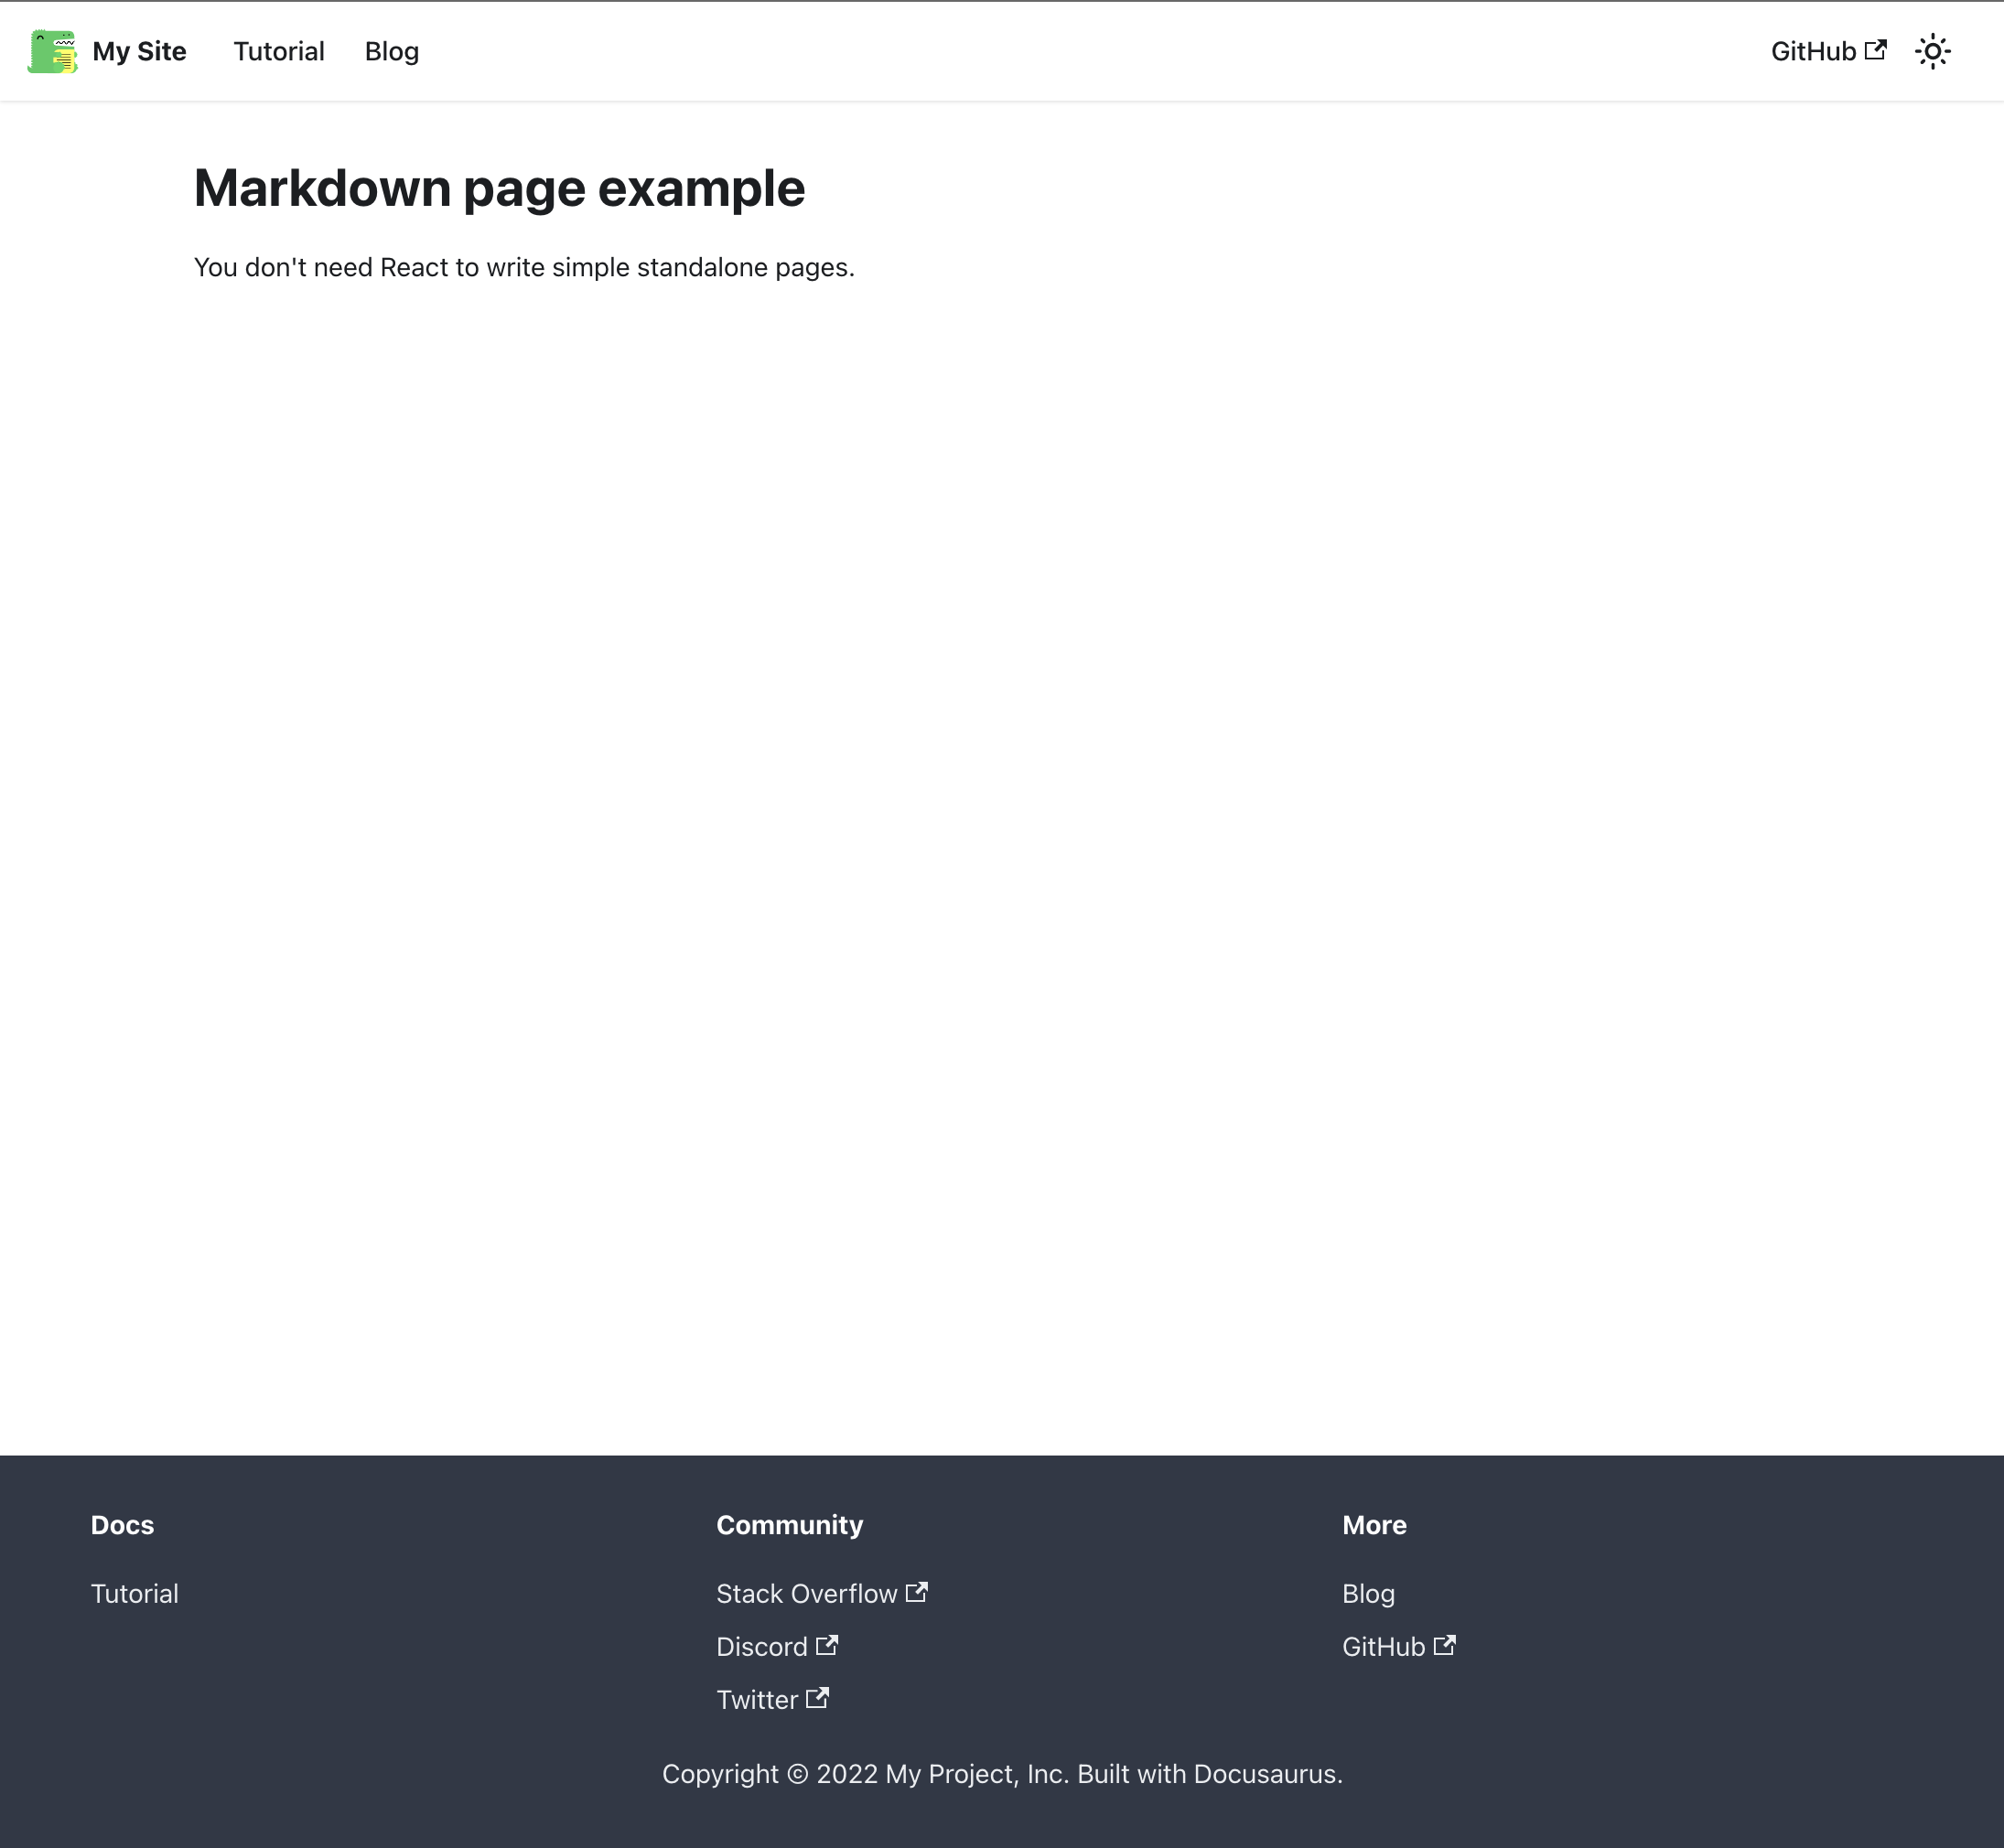 My Site Tutorial Blog GitHub
Markdown page example
You don't need React to write simple standalone pages.
Docs Community More
Tutorial Stack Overflow Blog
Discord GitHub
Twitter
Copyright © 2022 My Project, Inc. Built with Docusaurus.